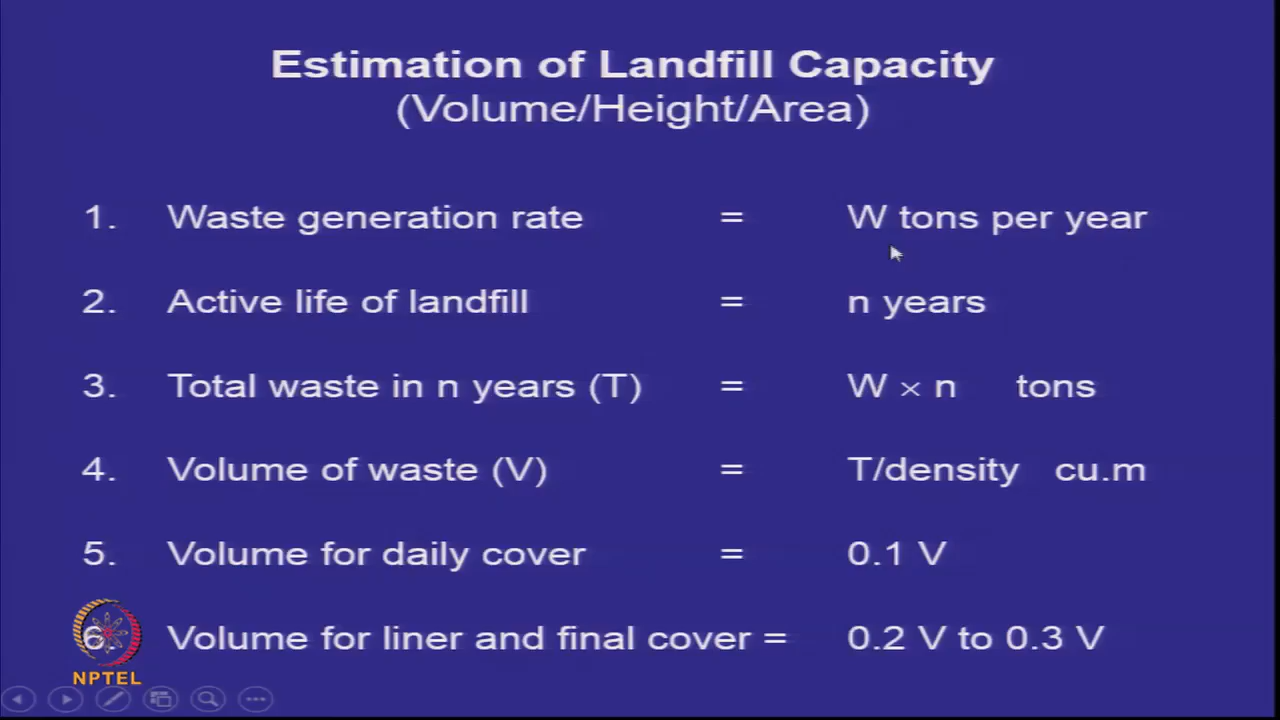 Estimation of Landfill Capacity
(Volume/Height/Area)
1. Waste generation rate = W tons per year
2. Active life of landfill = n years
3. Total waste in n years (T) = W × n tons
4. Volume of waste (V) = T/density cu.m
5. Volume for daily cover = 0.1 V
6. Volume for liner and final cover = 0.2 V to 0.3 V
NPTEL